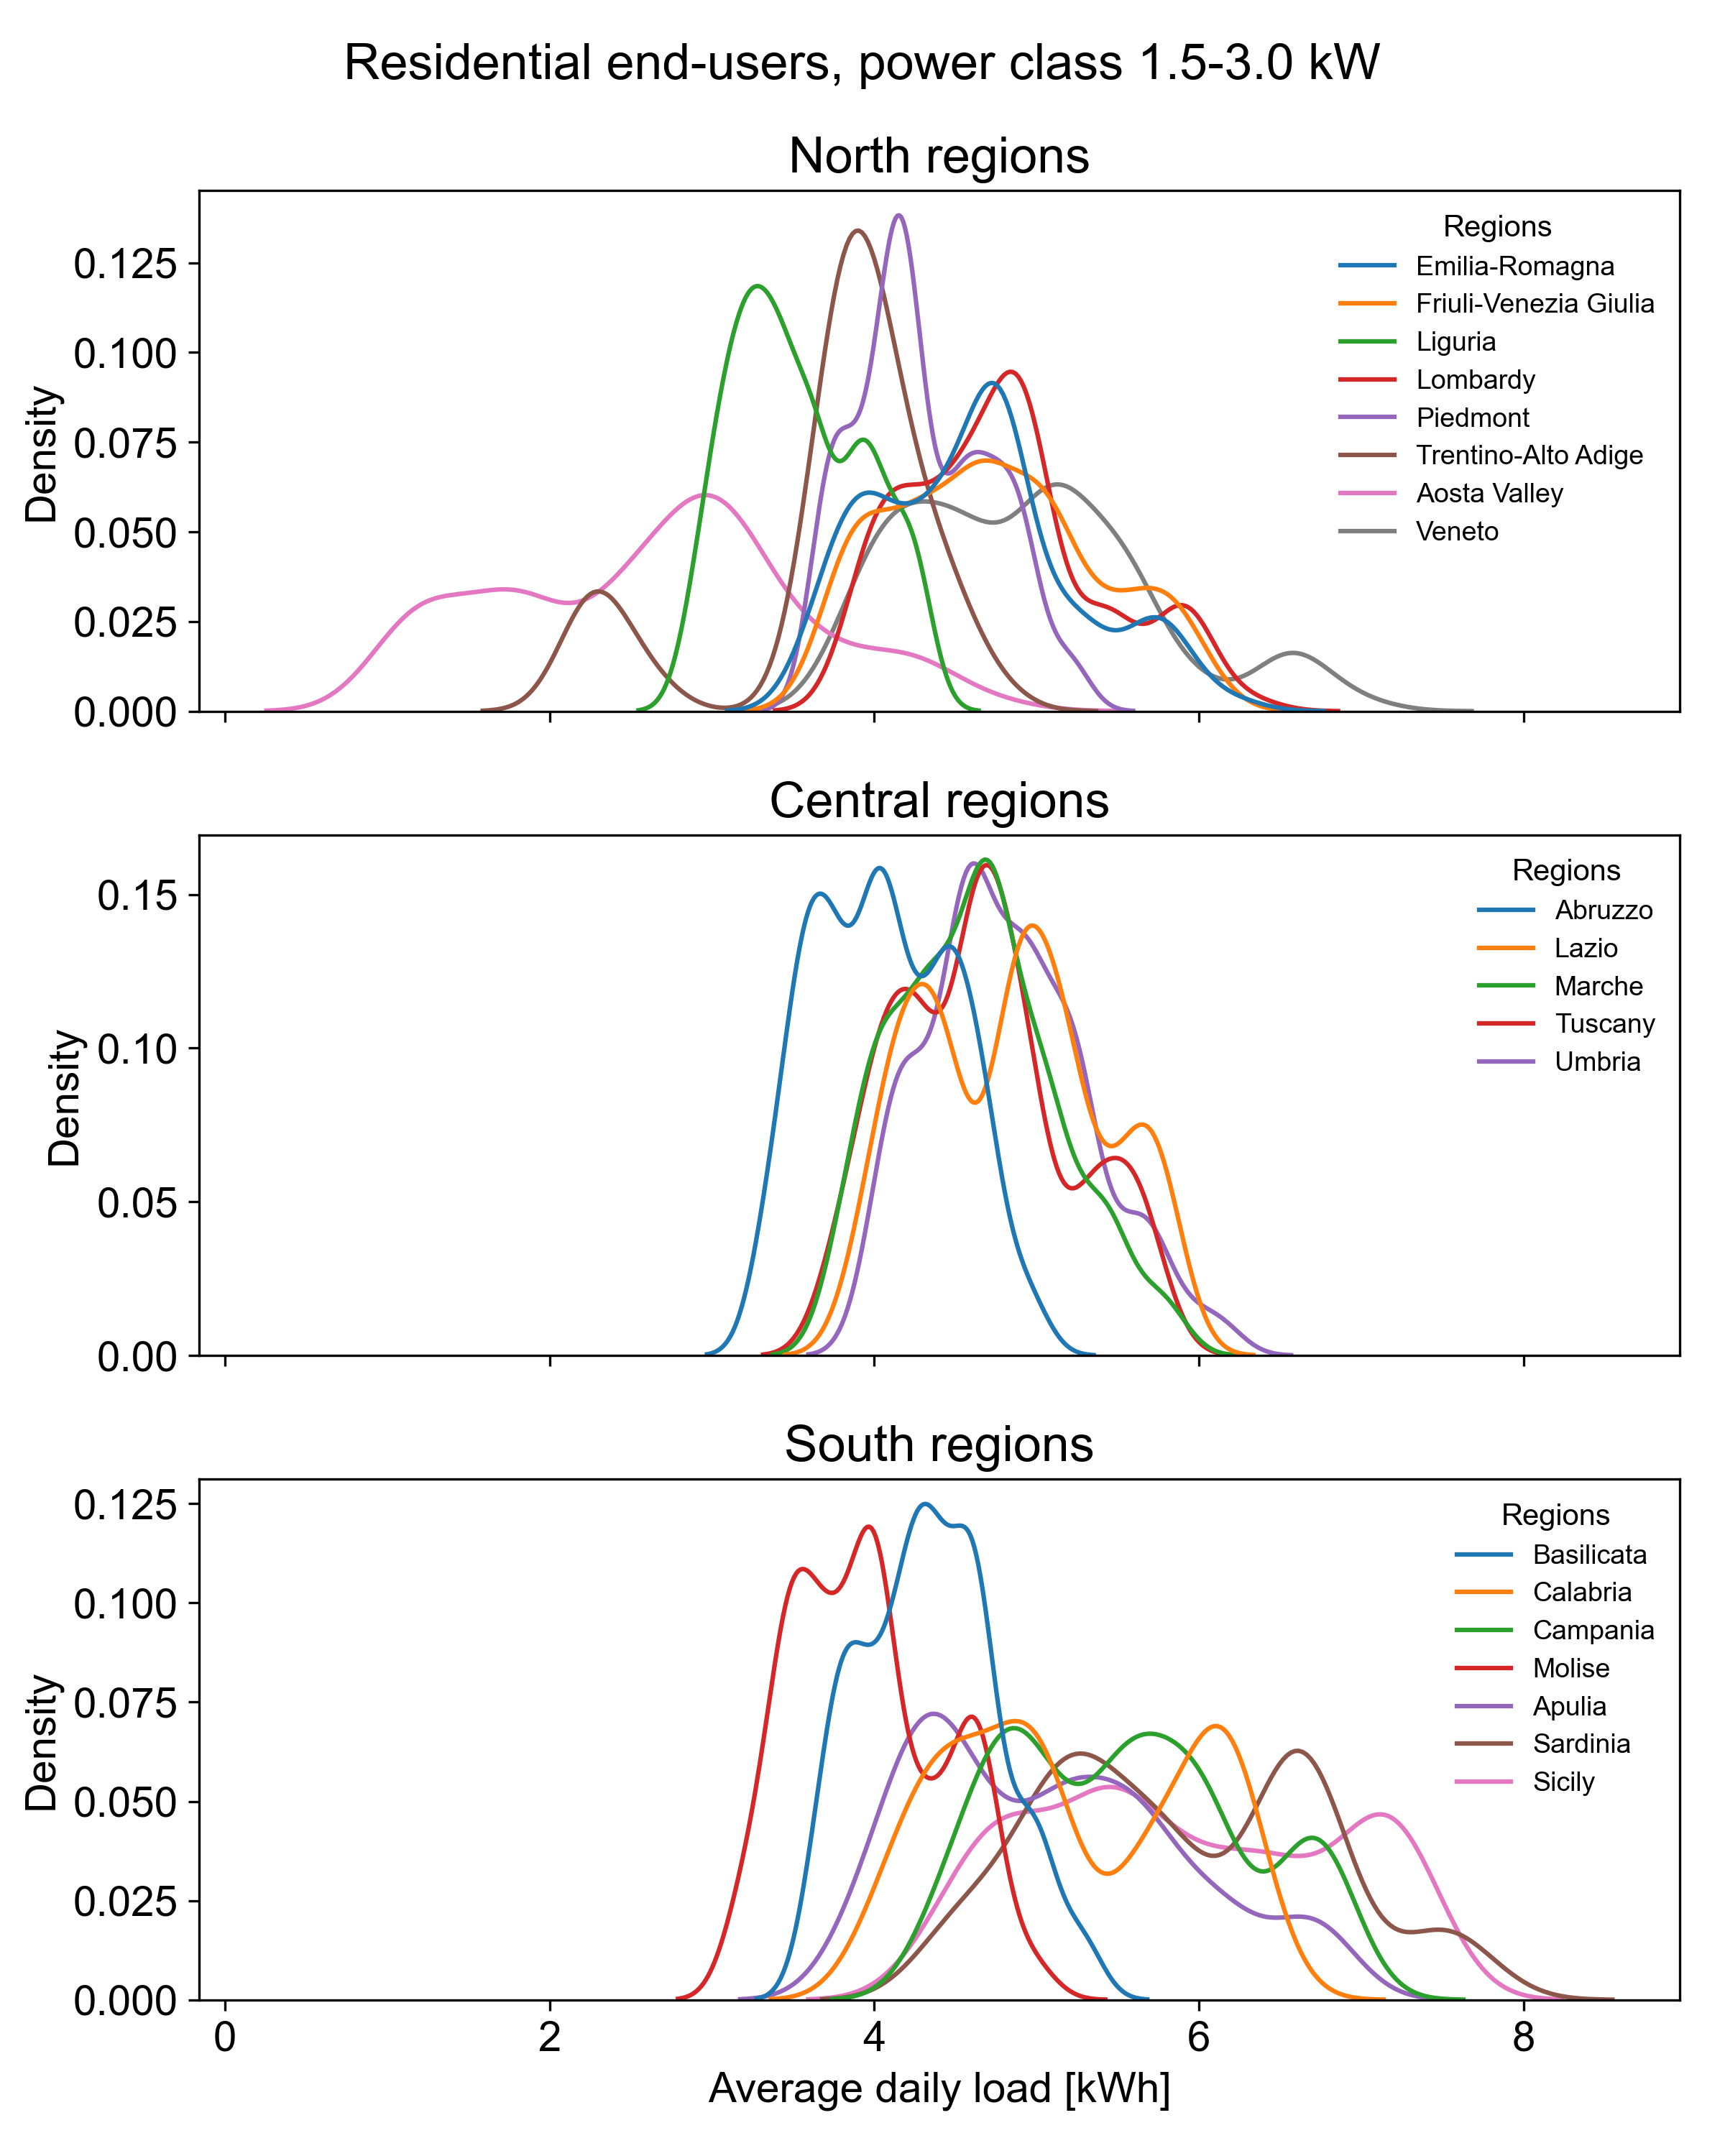 Residential end-users, power class 1.5-3.0 kW
North regions
Density
0.125
0.100
0.075
0.050
0.025
0.000
Regions
Emilia-Romagna
Friuli-Venezia Giulia
Liguria
Lombardy
Piedmont
Trentino-Alto Adige
Aosta Valley
Veneto
Central regions
Density
0.15
0.10
0.05
0.00
Regions
Abruzzo
Lazio
Marche
Tuscany
Umbria
South regions
Density
0.125
0.100
0.075
0.050
0.025
0.000
Regions
Basilicata
Calabria
Campania
Molise
Apulia
Sardinia
Sicily
0 2 4 6 8
Average daily load [kWh]